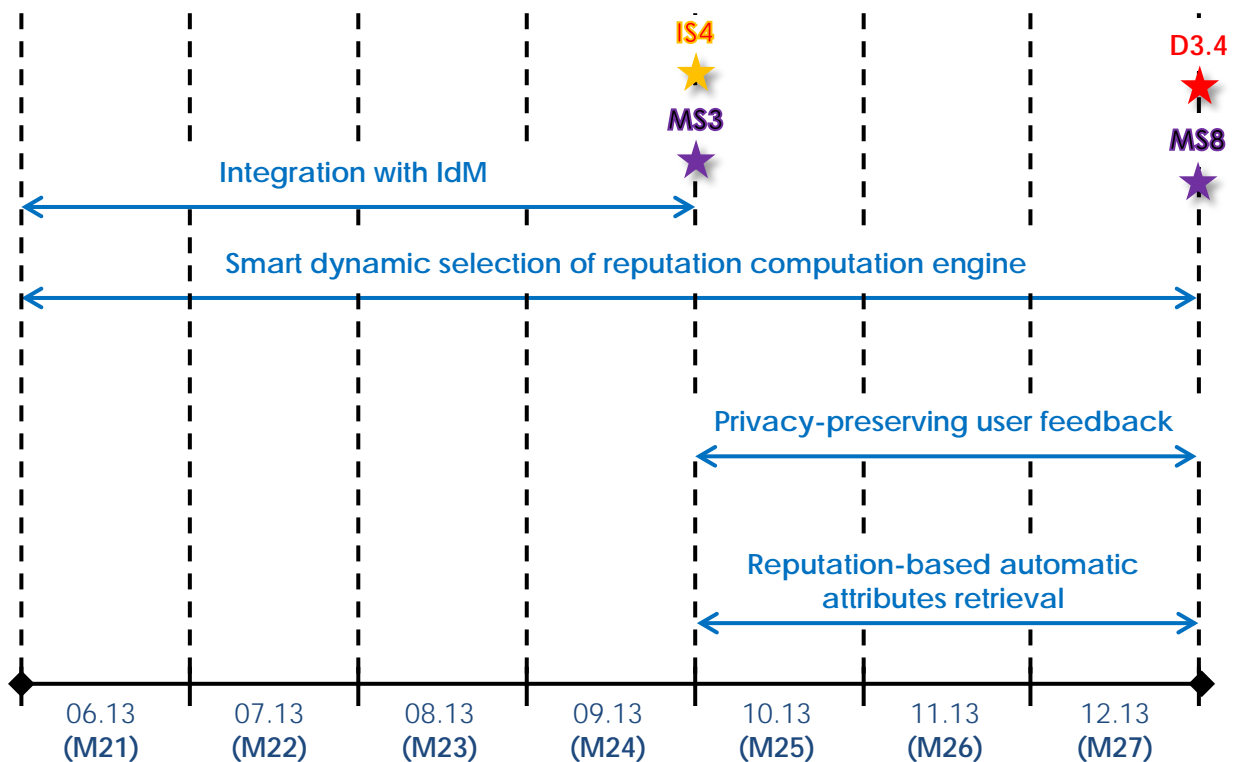 IS4
D3.4
MS3
MS8
Integration with IdM
Smart dynamic selection of reputation computation engine
Privacy-preserving user feedback
Reputation-based automatic
attributes retrieval
06.13 07.13 08.13 09.13 10.13 11.13 12.13
(M21) (M22) (M23) (M24) (M25) (M26) (M27)